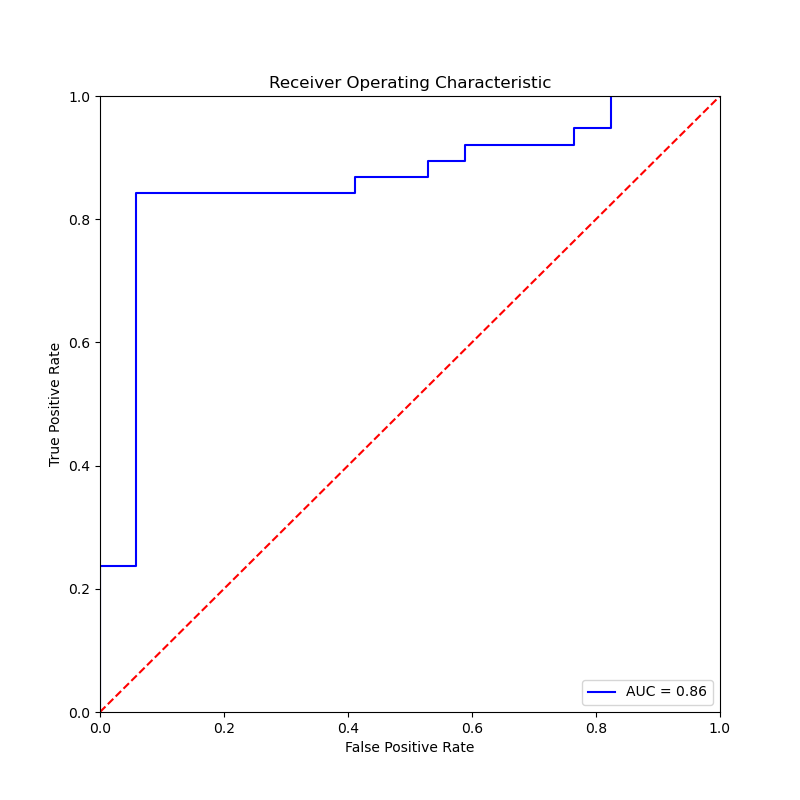 Receiver Operating Characteristic
1.0
0.8
0.6
0.4
0.2
0.0
True Positive Rate
AUC = 0.86
0.0 0.2 0.4 0.6 0.8 1.0
False Positive Rate